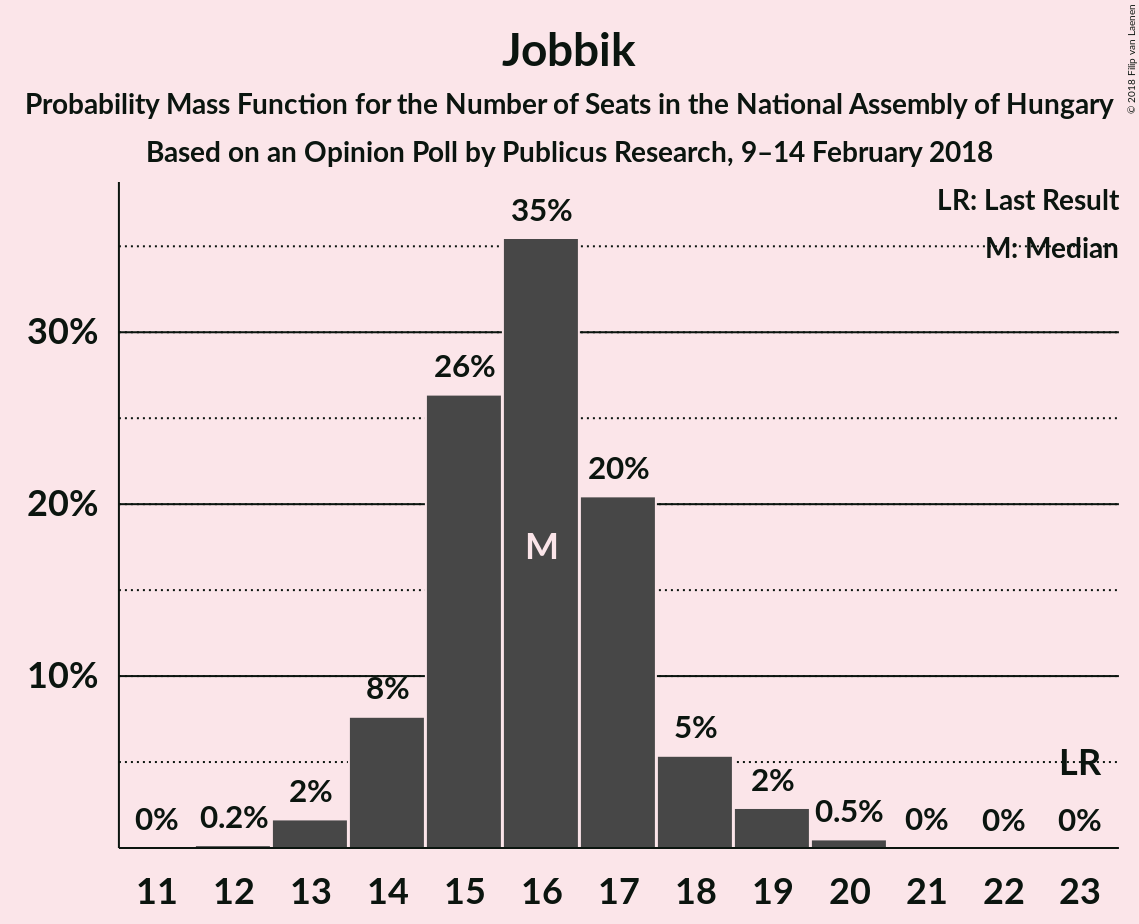 Jobbik
Probability Mass Function for the Number of Seats in the National Assembly of Hungary
Based on an Opinion Poll by Publicus Research, 9–14 February 2018
© 2018 Filip van Laenen
LR: Last Result
M: Median
30%
20%
10%
0%
0.2%
2%
8%
26%
35%
20%
5%
2%
0.5%
0%
0%
0%
M
LR
11 12 13 14 15 16 17 18 19 20 21 22 23